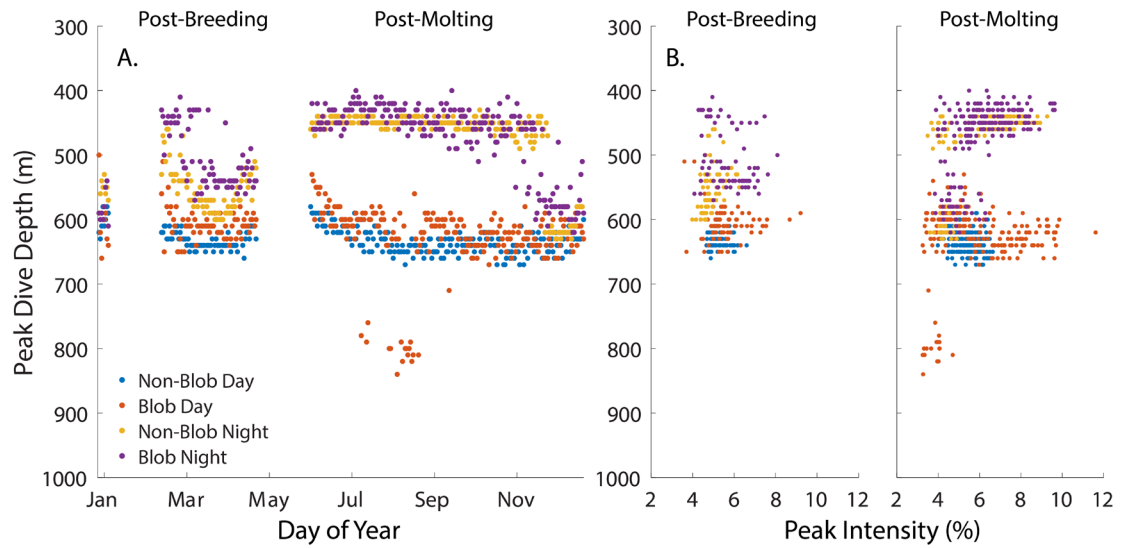 Post-Breeding Post-Molting Post-Breeding Post-Molting
A. B.
300 300
400 400
500 500
600 600
700 700
800 800
900 900
1000 1000
Peak Dive Depth (m)
Non-Blob Day
Blob Day
Non-Blob Night
Blob Night
Jan Mar May Jul Sep Nov 2 4 6 8 10 12 2 4 6 8 10 12
Day of Year Peak Intensity (%)